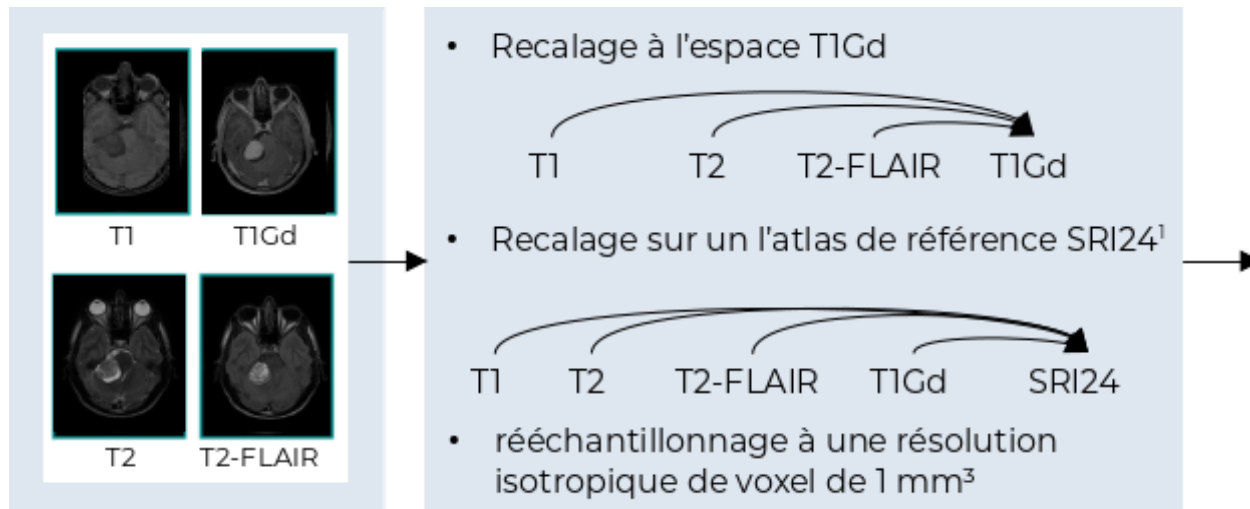 T1
T1Gd
T2
T2-FLAIR
• Recalage à l'espace T1Gd
T1 T2 T2-FLAIR T1Gd
• Recalage sur un l'atlas de référence SRI24¹
T1 T2 T2-FLAIR T1Gd SRI24
• rééchantillonnage à une résolution
isotropique de voxel de 1 mm³